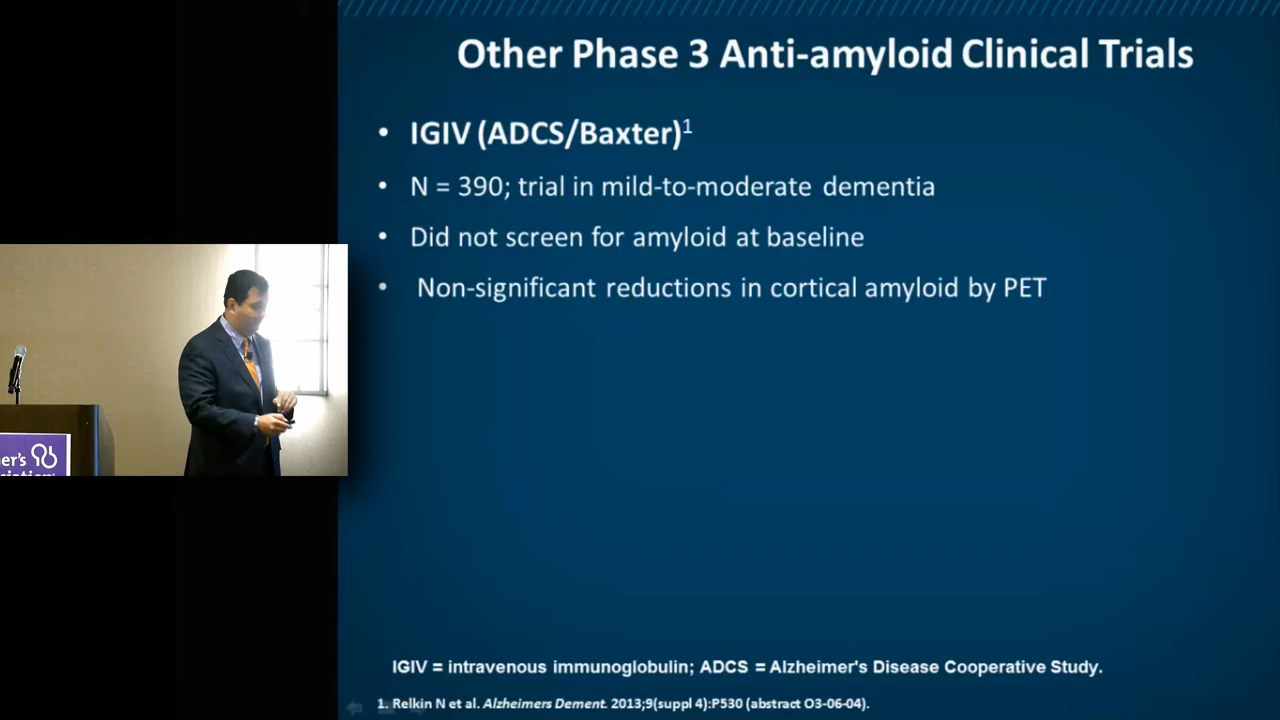 Other Phase 3 Anti-amyloid Clinical Trials
• IGIV (ADCS/Baxter)1
• N = 390; trial in mild-to-moderate dementia
• Did not screen for amyloid at baseline
• Non-significant reductions in cortical amyloid by PET
er's
IGIV = intravenous immunoglobulin; ADCS = Alzheimer's Disease Cooperative Study.
1. Relkin N et al. Alzheimers Dement. 2013;9(suppl 4):P530 (abstract O3-06-04).